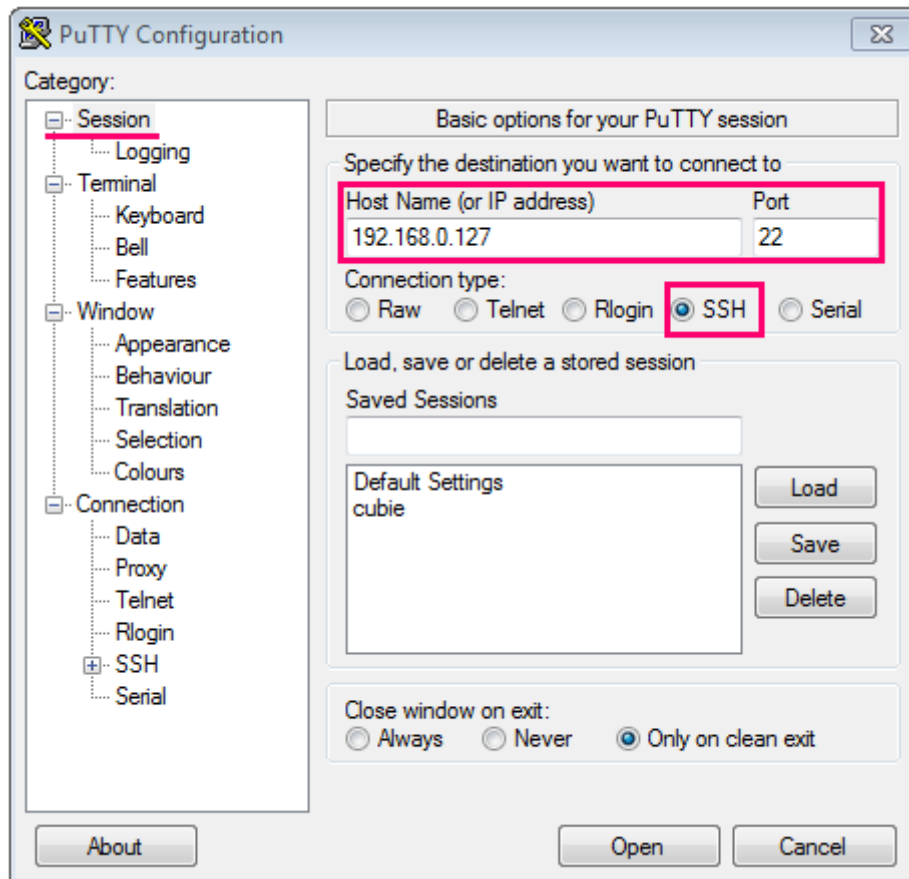 PuTTY Configuration
Category:
Session
Logging
Terminal
Keyboard
Bell
Features
Window
Appearance
Behaviour
Translation
Selection
Colours
Connection
Data
Proxy
Telnet
Rlogin
SSH
Serial
Basic options for your PuTTY session
Specify the destination you want to connect to
Host Name (or IP address) Port
192.168.0.127 22
Connection type:
Raw Telnet Rlogin SSH Serial
Load, save or delete a stored session
Saved Sessions
Default Settings
cubie
Load
Save
Delete
Close window on exit:
Always Never Only on clean exit
About Open Cancel